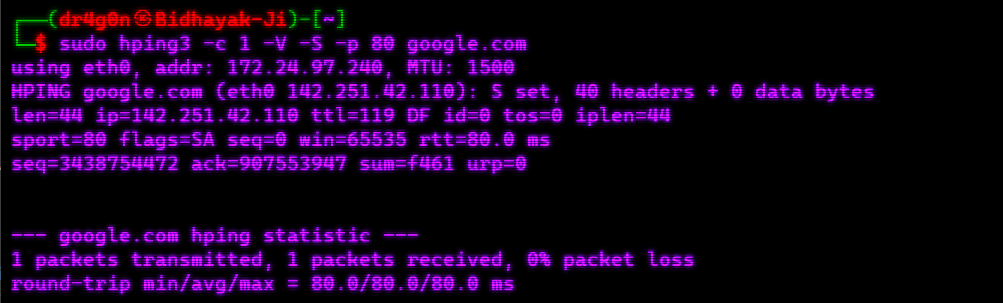 ┌──(dr4g0n㉿Bidhayak-Ji)-[~]
└─$ sudo hping3 -c 1 -V -S -p 80 google.com
using eth0, addr: 172.24.97.240, MTU: 1500
HPING google.com (eth0 142.251.42.110): S set, 40 headers + 0 data bytes
len=44 ip=142.251.42.110 ttl=119 DF id=0 tos=0 iplen=44
sport=80 flags=SA seq=0 win=65535 rtt=80.0 ms
seq=3438754472 ack=907553947 sum=f461 urp=0
--- google.com hping statistic ---
1 packets transmitted, 1 packets received, 0% packet loss
round-trip min/avg/max = 80.0/80.0/80.0 ms